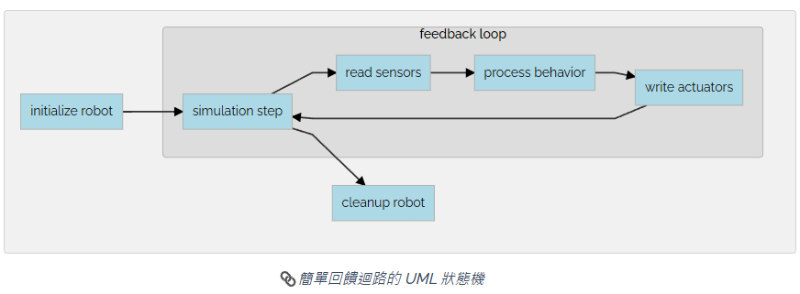 feedback loop
read sensors
process behavior
write actuators
initialize robot
simulation step
cleanup robot
簡單回饋迴路的 UML 狀態機